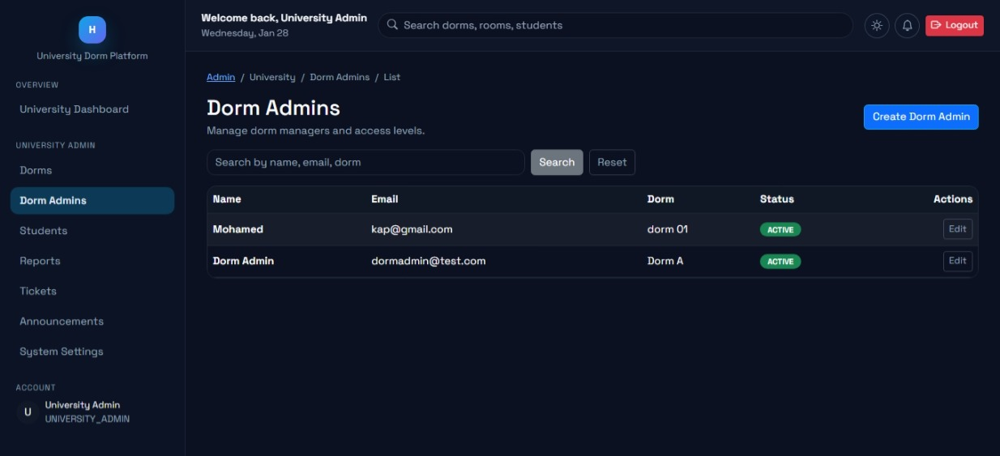 H
University Dorm Platform
OVERVIEW
University Dashboard
UNIVERSITY ADMIN
Dorms
Dorm Admins
Students
Reports
Tickets
Announcements
System Settings
ACCOUNT
U
University Admin
UNIVERSITY_ADMIN
Welcome back, University Admin
Wednesday, Jan 28
Search dorms, rooms, students
Logout
Admin / University / Dorm Admins / List
Dorm Admins
Manage dorm managers and access levels.
Create Dorm Admin
Search by name, email, dorm Search Reset
Name Email Dorm Status Actions
Mohamed kap@gmail.com dorm 01 ACTIVE Edit
Dorm Admin dormadmin@test.com Dorm A ACTIVE Edit